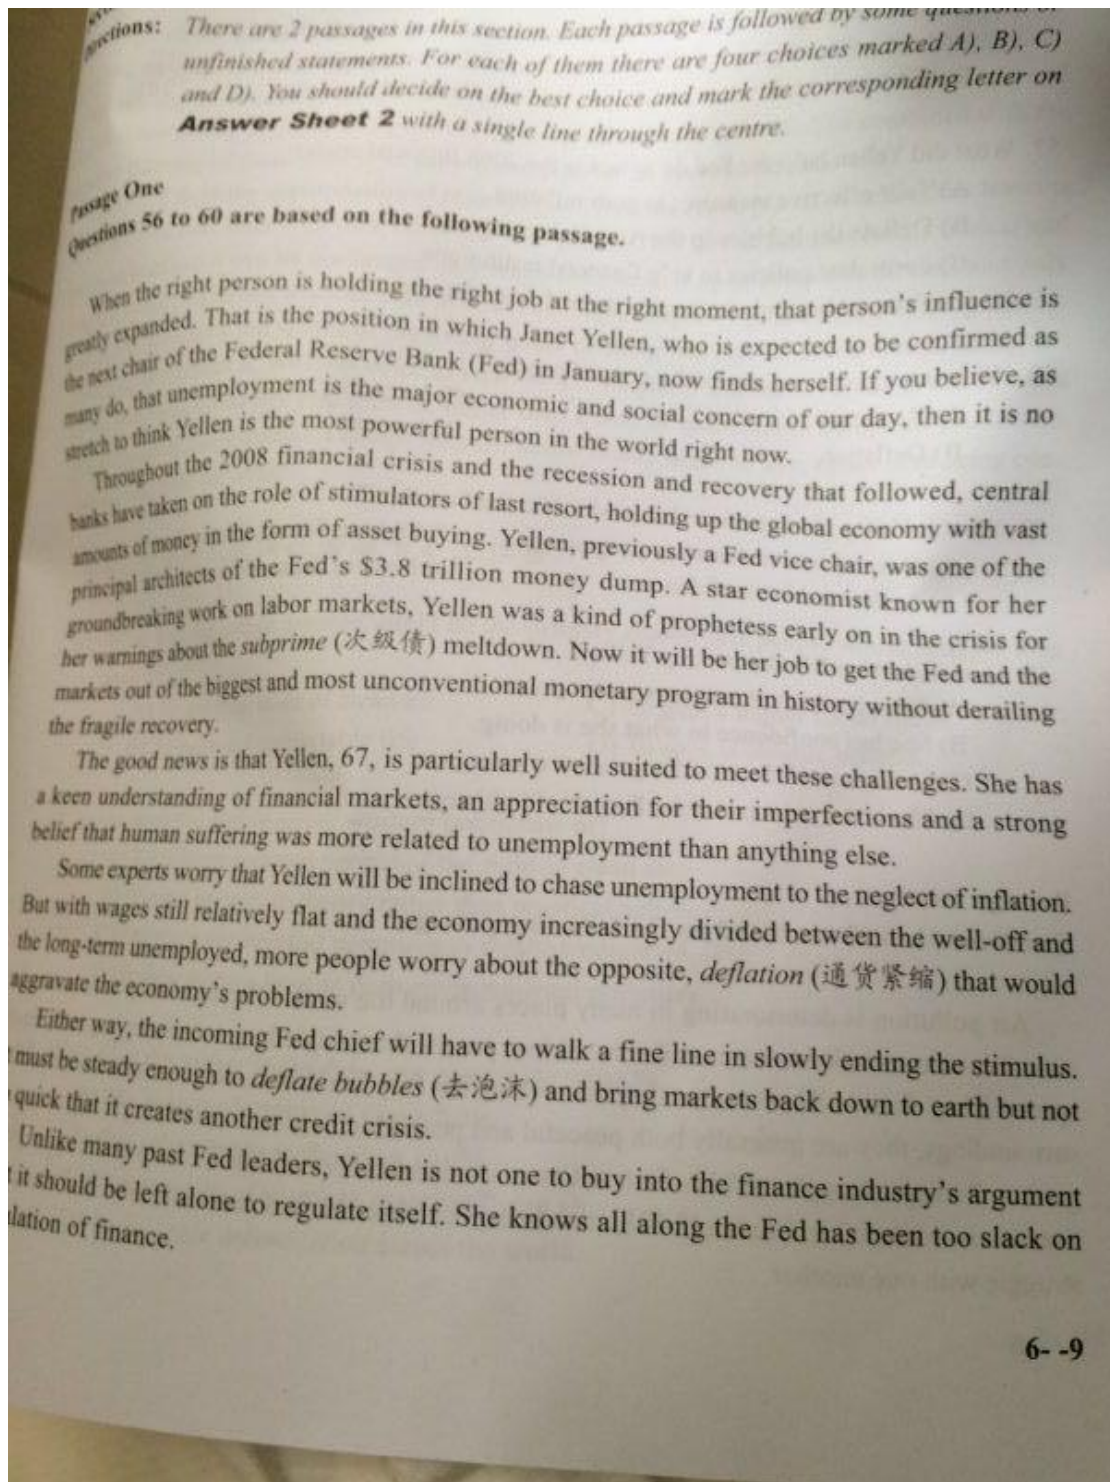 There are 2 passages in this section. Each passage is followed by some
unfinished statements. For each of them there are four choices marked A), B), C)
and D). You should decide on the best choice and mark the corresponding letter on
Answer Sheet 2 with a single line through the centre.
Passage One
Questions 56 to 60 are based on the following passage.
When the right person is holding the right job at the right moment, that person's influence is
greatly expanded. That is the position in which Janet Yellen, who is expected to be confirmed as
the next chair of the Federal Reserve Bank (Fed) in January, now finds herself. If you believe, as
many do, that unemployment is the major economic and social concern of our day, then it is no
stretch to think Yellen is the most powerful person in the world right now.
Throughout the 2008 financial crisis and the recession and recovery that followed, central
banks have taken on the role of stimulators of last resort, holding up the global economy with vast
amounts of money in the form of asset buying. Yellen, previously a Fed vice chair, was one of the
principal architects of the Fed's $3.8 trillion money dump. A star economist known for her
groundbreaking work on labor markets, Yellen was a kind of prophetess early on in the crisis for
her warnings about the subprime (次级债) meltdown. Now it will be her job to get the Fed and the
markets out of the biggest and most unconventional monetary program in history without derailing
the fragile recovery.
The good news is that Yellen, 67, is particularly well suited to meet these challenges. She has
a keen understanding of financial markets, an appreciation for their imperfections and a strong
belief that human suffering was more related to unemployment than anything else.
Some experts worry that Yellen will be inclined to chase unemployment to the neglect of inflation.
But with wages still relatively flat and the economy increasingly divided between the well-off and
the long-term unemployed, more people worry about the opposite, deflation (通货紧缩) that would
aggravate the economy's problems.
Either way, the incoming Fed chief will have to walk a fine line in slowly ending the stimulus.
must be steady enough to deflate bubbles (去泡沫) and bring markets back down to earth but not
quick that it creates another credit crisis.
Unlike many past Fed leaders, Yellen is not one to buy into the finance industry's argument
it should be left alone to regulate itself. She knows all along the Fed has been too slack on
lation of finance.
6- -9